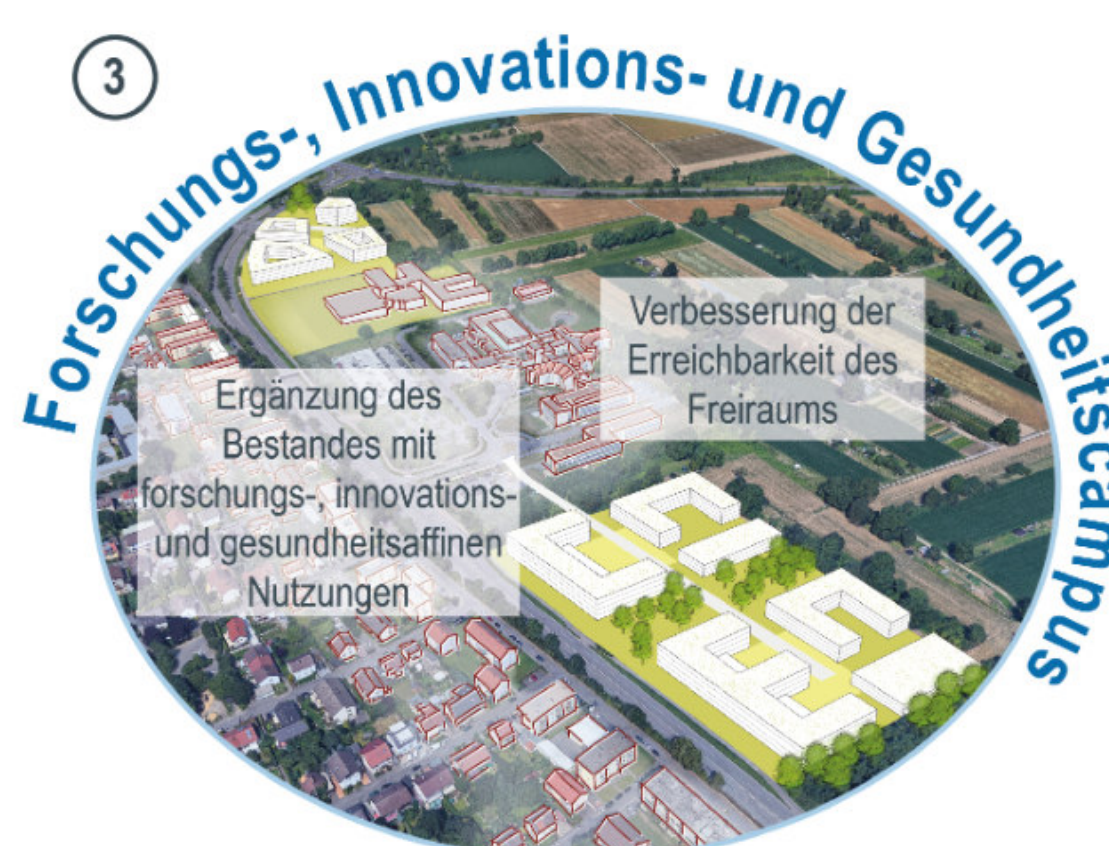 3
Forschungs-, Innovations- und Gesundheitscampus
Verbesserung der
Erreichbarkeit des
Freiraums
Ergänzung des
Bestandes mit
forschungs-, innovations-
und gesundheitsaffinen
Nutzungen